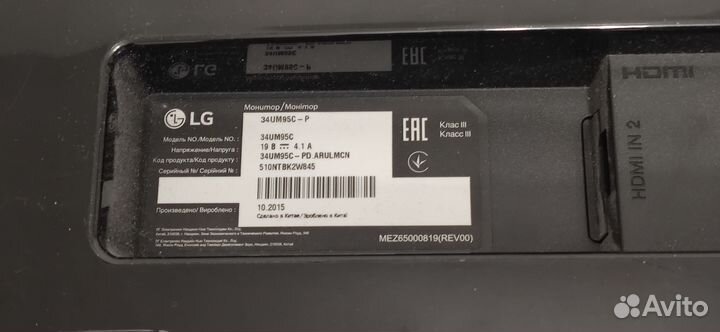 LG
Монитор/Монітор
34UM95C-P
Модель NO./Модель NO.: 34UM95C
Напряжение/Напруга: 19 В ⎓ 4.1 A
Код продукта/Код продукту: 34UM95C-PD.ARULMCN
Серийный №/ Серійний №: 510NTBK2W845
Произведено/Вироблено: 10.2015
Сделано в Китае/Зроблено в Китаї
EAC Клас III
Класс III
MEZ65000819(REV00)
HDMI
HDMI IN 2
Avito